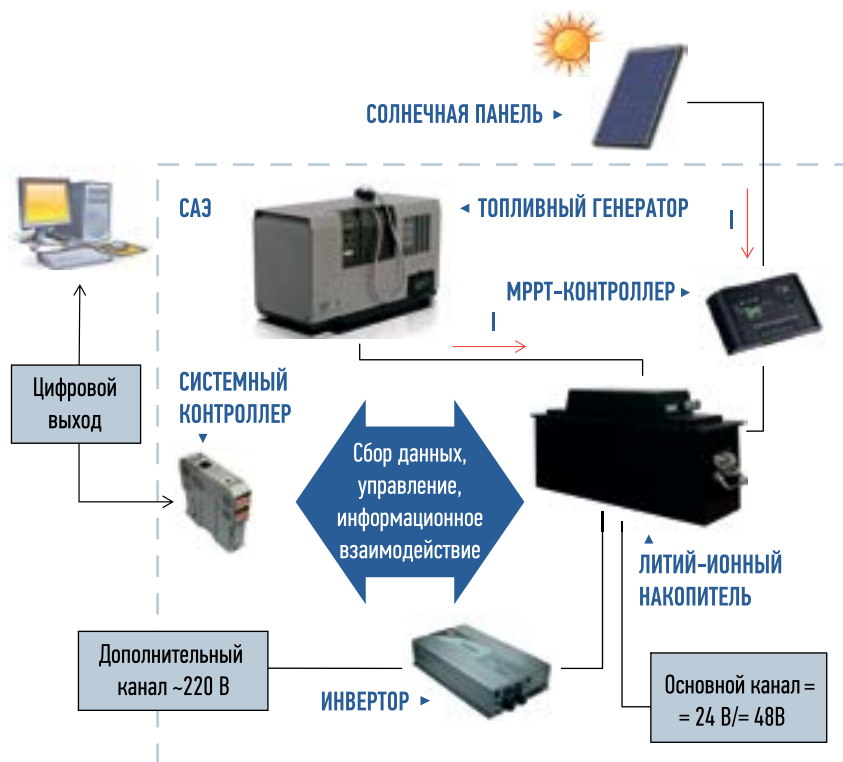 СОЛНЕЧНАЯ ПАНЕЛЬ ►
САЭ
◄ ТОПЛИВНЫЙ ГЕНЕРАТОР
I
МРРТ-КОНТРОЛЛЕР ►
I
Цифровой
выход
СИСТЕМНЫЙ
КОНТРОЛЛЕР
▼
Сбор данных,
управление,
информационное
взаимодействие
▲
ЛИТИЙ-ИОННЫЙ
НАКОПИТЕЛЬ
Дополнительный
канал ~220 В
ИНВЕРТОР ►
Основной канал =
= 24 В/= 48В